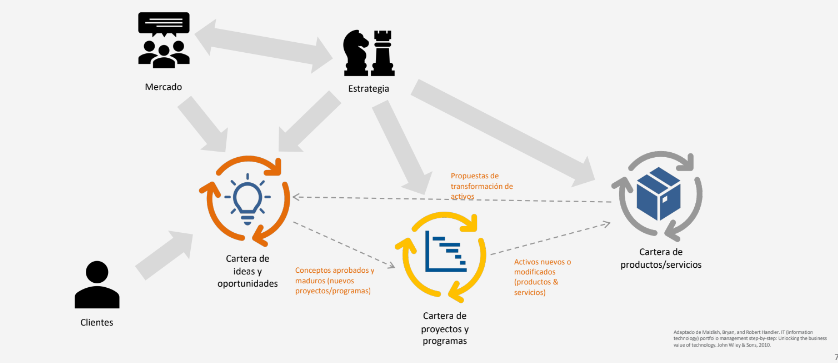 Mercado
Estrategia
Propuestas de
transformación de
activos
Cartera de
ideas y
oportunidades
Conceptos aprobados y
maduros (nuevos
proyectos/programas)
Activos nuevos o
modificados
(productos &
servicios)
Cartera de
productos/servicios
Clientes
Cartera de
proyectos y
programas
Adaptado de Maizlish, Bryan, and Robert Handler. IT (information
technology) portfolio management step-by-step: Unlocking the business
value of technology. John Wiley & Sons, 2010.
7